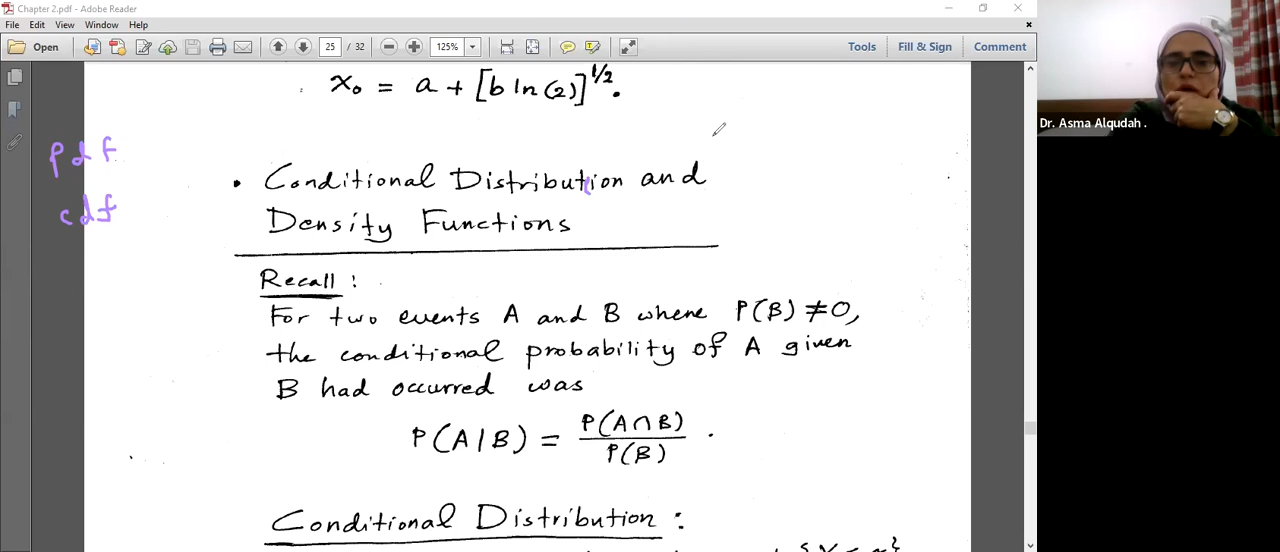 Chapter 2.pdf - Adobe Reader
File Edit View Window Help
Open 25 / 32 125% Tools Fill & Sign Comment
x₀ = a + [b ln(2)]^1/2.
pdf
cdf
• Conditional Distribution and
Density Functions
Recall :
For two events A and B where P(B) ≠ 0,
the conditional probability of A given
B had occurred was
P(A/B) = P(A∩B) / P(B) .
Conditional Distribution :
Dr. Asma Alqudah .